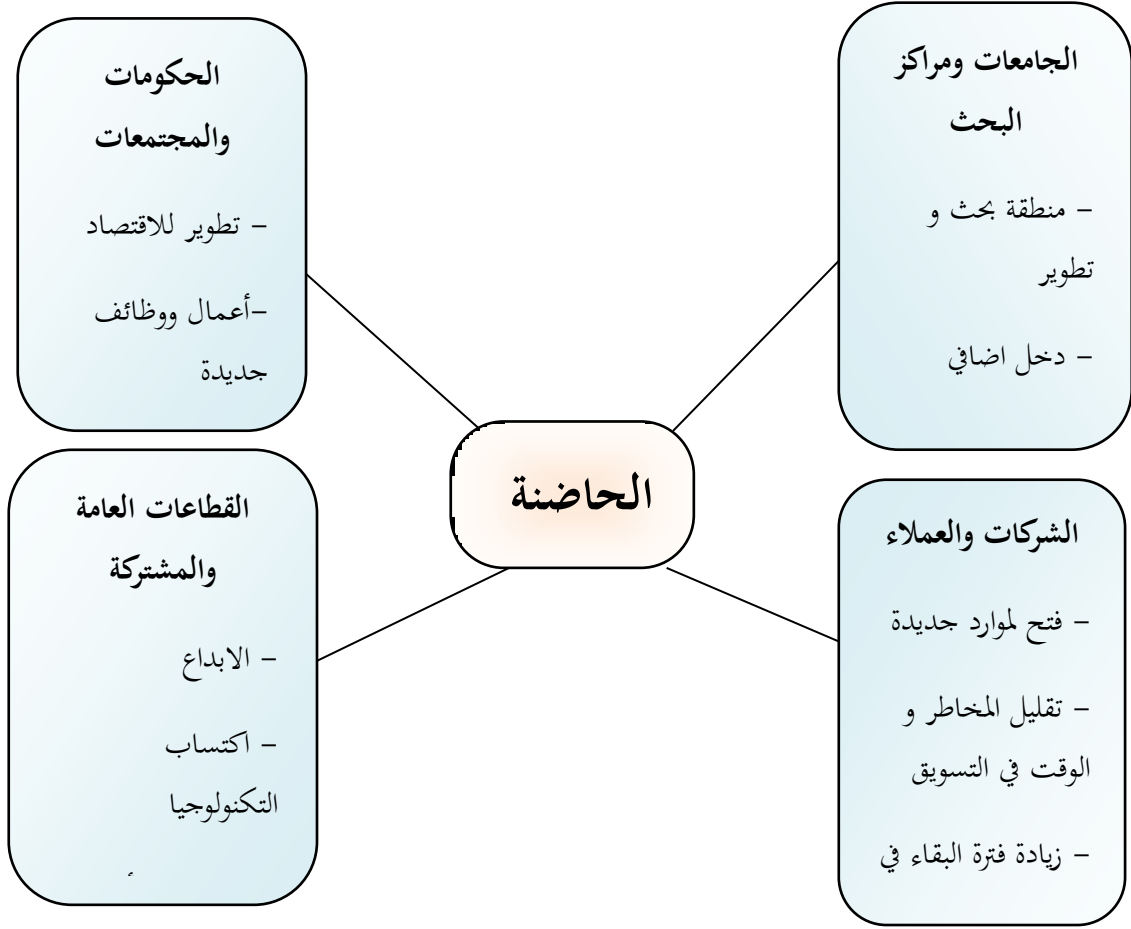 الجامعات ومراكز
البحث
– منطقة بحث و
تطوير
– دخل اضافي
الحكومات
والمجتمعات
– تطوير للاقتصاد
–أعمال ووظائف
جديدة
الحاضنة
الشركات والعملاء
– فتح لموارد جديدة
– تقليل المخاطر و
الوقت في التسويق
– زيادة فترة البقاء في
القطاعات العامة
والمشتركة
– الابداع
– اكتساب
التكنولوجيا